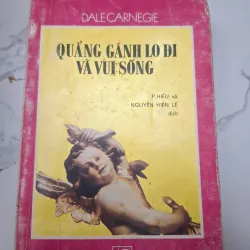 DALE CARNEGIE
QUẲNG GÁNH LO ĐI
VÀ VUI SỐNG
P. HIẾU và
NGUYỄN-HIẾN LÊ
dịch